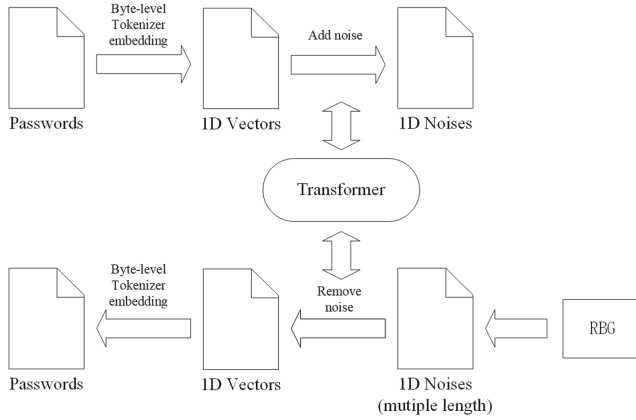 Byte-level
Tokenizer
embedding
Add noise
Passwords
1D Vectors
1D Noises
Transformer
Byte-level
Tokenizer
embedding
Remove
noise
RBG
Passwords
1D Vectors
1D Noises
(mutiple length)